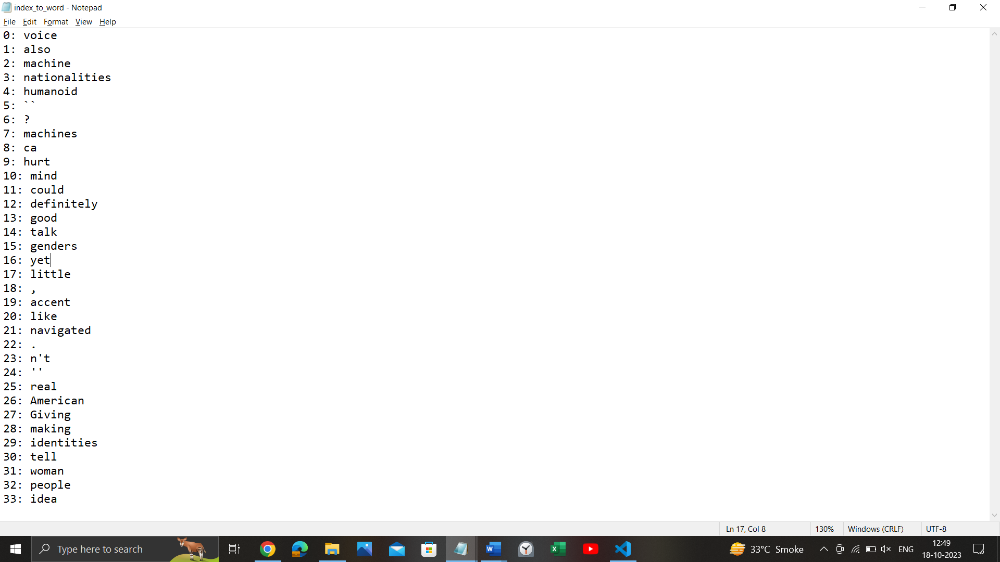 index_to_word - Notepad
File Edit Format View Help
0: voice
1: also
2: machine
3: nationalities
4: humanoid
5: ``
6: ?
7: machines
8: ca
9: hurt
10: mind
11: could
12: definitely
13: good
14: talk
15: genders
16: yet
17: little
18: ,
19: accent
20: like
21: navigated
22: .
23: n't
24: ''
25: real
26: American
27: Giving
28: making
29: identities
30: tell
31: woman
32: people
33: idea
Ln 17, Col 8 130% Windows (CRLF) UTF-8
Type here to search 33°C Smoke ENG 12:49
18-10-2023